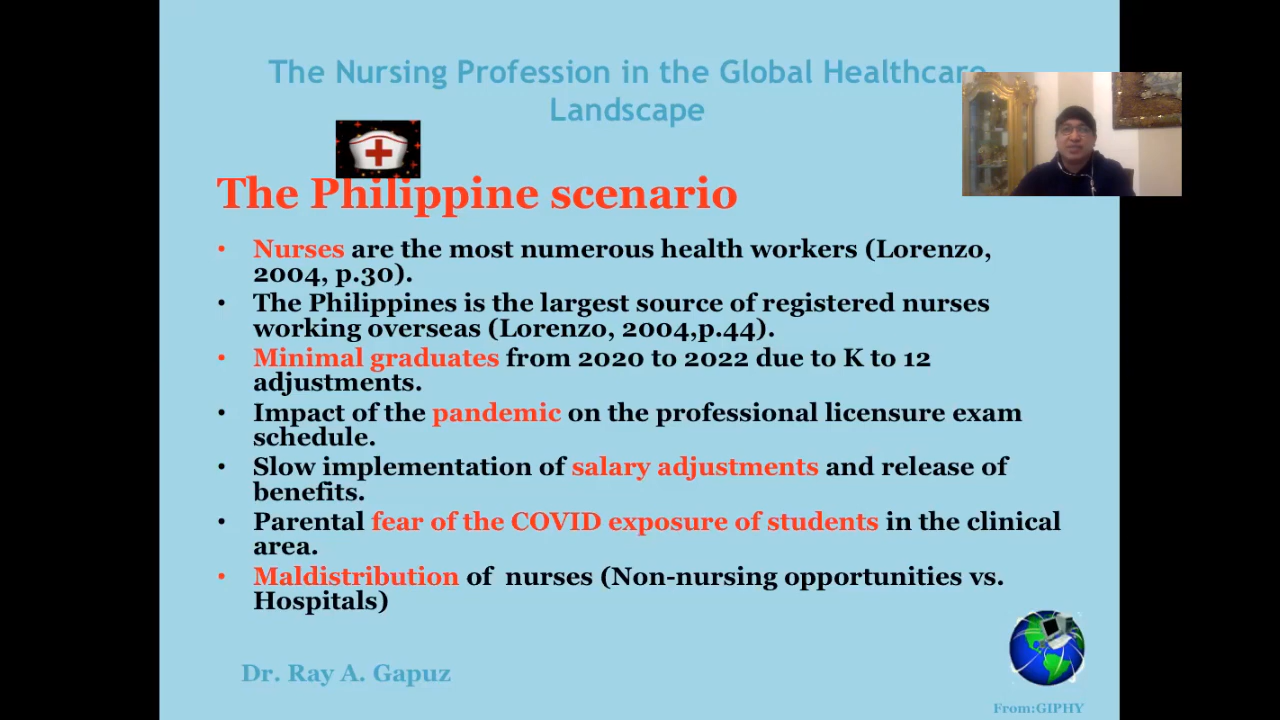 The Nursing Profession in the Global Healthcare
Landscape
The Philippine scenario
• Nurses are the most numerous health workers (Lorenzo,
2004, p.30).
• The Philippines is the largest source of registered nurses
working overseas (Lorenzo, 2004,p.44).
• Minimal graduates from 2020 to 2022 due to K to 12
adjustments.
• Impact of the pandemic on the professional licensure exam
schedule.
• Slow implementation of salary adjustments and release of
benefits.
• Parental fear of the COVID exposure of students in the clinical
area.
• Maldistribution of  nurses (Non-nursing opportunities vs.
Hospitals)
Dr. Ray A. Gapuz
From:GIPHY